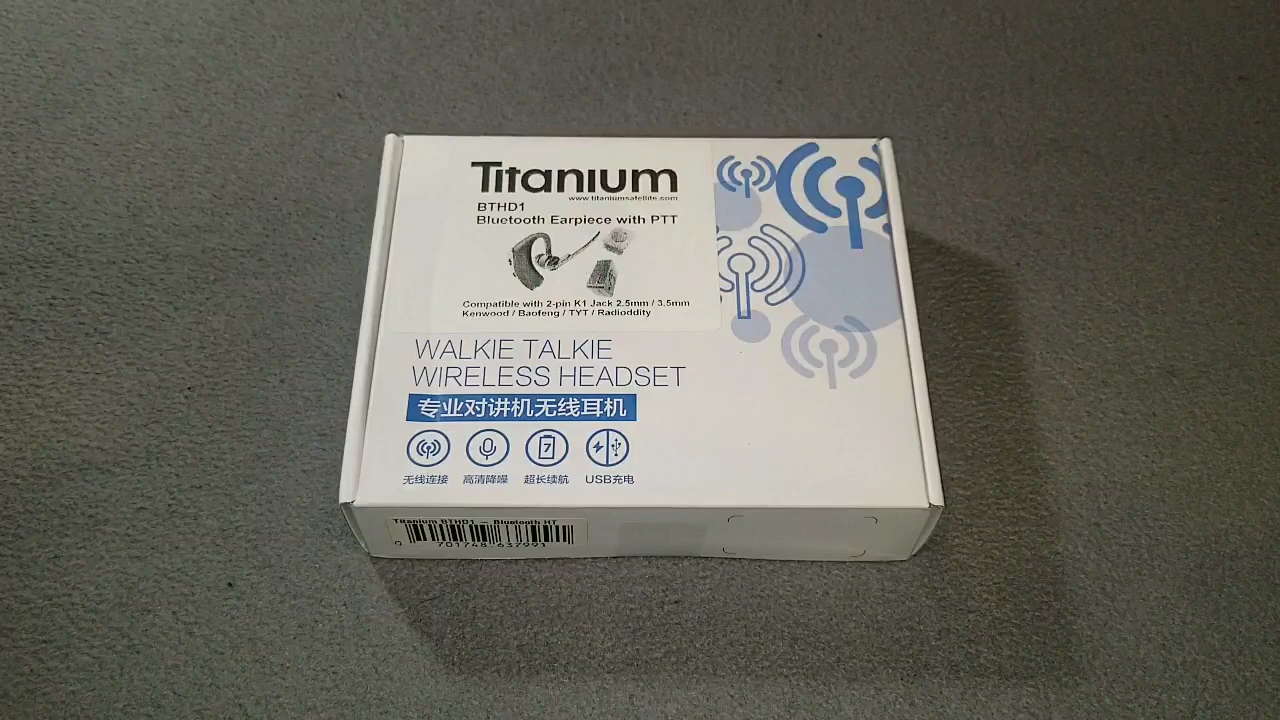 Titanium
www.titaniumsatellite.com
BTHD1
Bluetooth Earpiece with PTT
Compatible with 2-pin K1 Jack 2.5mm / 3.5mm
Kenwood / Baofeng / TYT / Radioddity
WALKIE TALKIE
WIRELESS HEADSET
专业对讲机无线耳机
7
无线连接 高清降噪 超长续航 USB充电
Titanium BTHD1 – Bluetooth HT
0 701748 637991